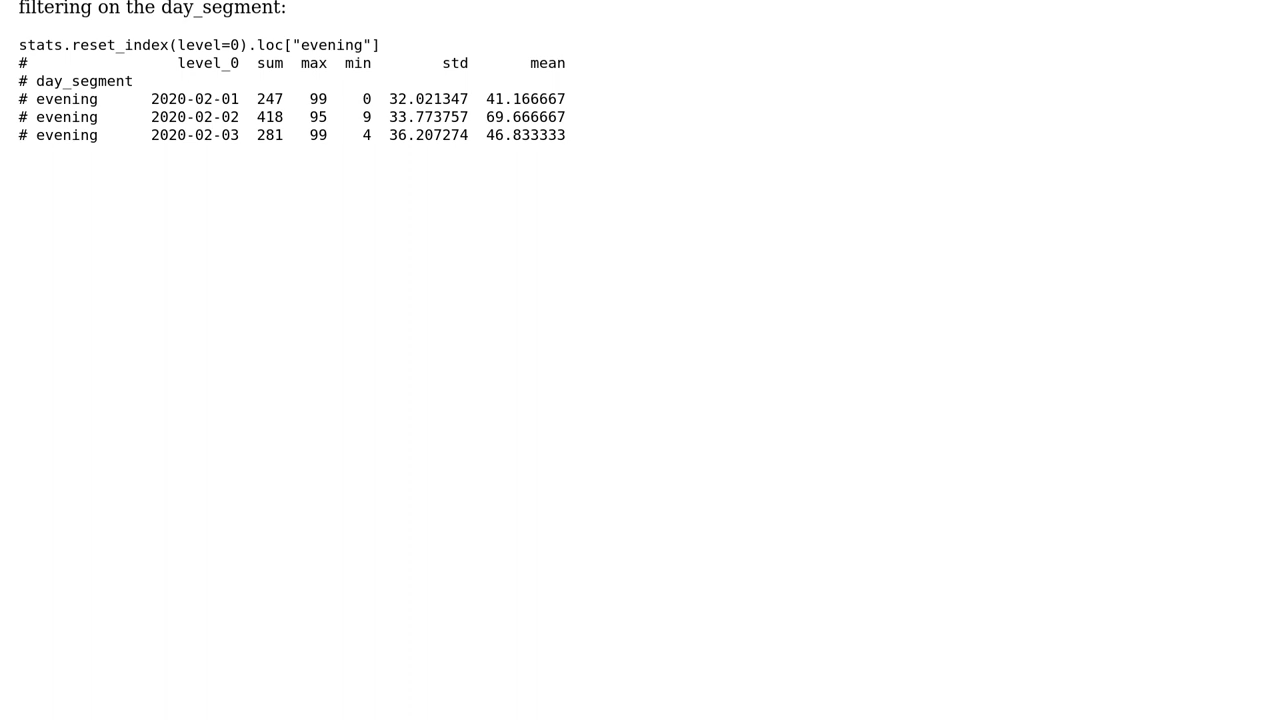 filtering on the day_segment:
stats.reset_index(level=0).loc["evening"]
#                 level_0  sum  max  min        std       mean
# day_segment
# evening      2020-02-01  247   99    0  32.021347  41.166667
# evening      2020-02-02  418   95    9  33.773757  69.666667
# evening      2020-02-03  281   99    4  36.207274  46.833333